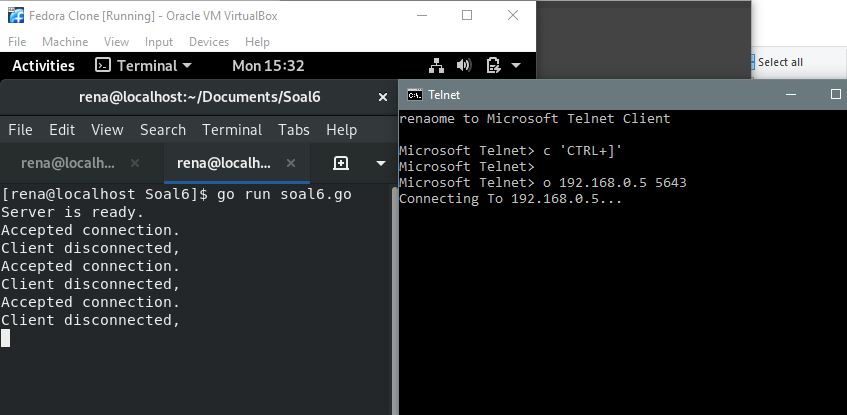 Fedora Clone [Running] - Oracle VM VirtualBox
File Machine View Input Devices Help
Activities Terminal Mon 15:32
rena@localhost:~/Documents/Soal6
File Edit View Search Terminal Tabs Help
rena@localh... rena@localh...
[rena@localhost Soal6]$ go run soal6.go
Server is ready.
Accepted connection.
Client disconnected,
Accepted connection.
Client disconnected,
Accepted connection.
Client disconnected,
Select all
C:\. Telnet
renaome to Microsoft Telnet Client
Microsoft Telnet> c 'CTRL+]'
Microsoft Telnet>
Microsoft Telnet> o 192.168.0.5 5643
Connecting To 192.168.0.5...